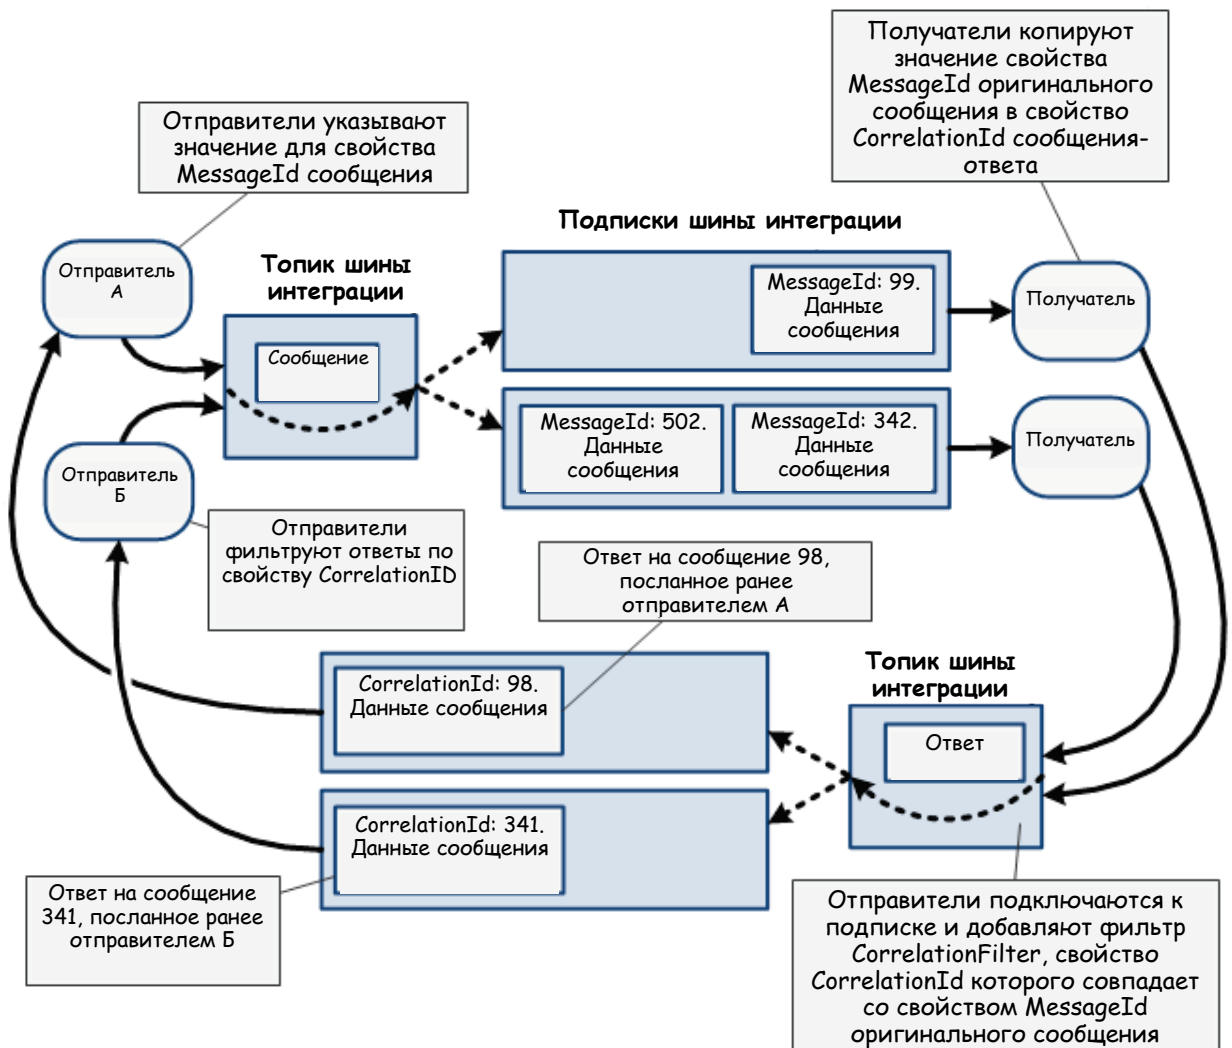 Получатели копируют
значение свойства
MessageId оригинального
сообщения в свойство
CorrelationId сообщения-
ответа
Отправители указывают
значение для свойства
MessageId сообщения
Подписки шины интеграции
Отправитель
А
Топик шины
интеграции
MessageId: 99.
Данные
сообщения
Получатель
Сообщение
MessageId: 502.
Данные
сообщения
MessageId: 342.
Данные
сообщения
Получатель
Отправитель
Б
Отправители
фильтруют ответы по
свойству CorrelationID
Ответ на сообщение 98,
посланное ранее
отправителем А
Топик шины
интеграции
CorrelationId: 98.
Данные сообщения
Ответ
CorrelationId: 341.
Данные сообщения
Ответ на сообщение
341, посланное ранее
отправителем Б
Отправители подключаются к
подписке и добавляют фильтр
CorrelationFilter, свойство
CorrelationId которого совпадает
со свойством MessageId
оригинального сообщения